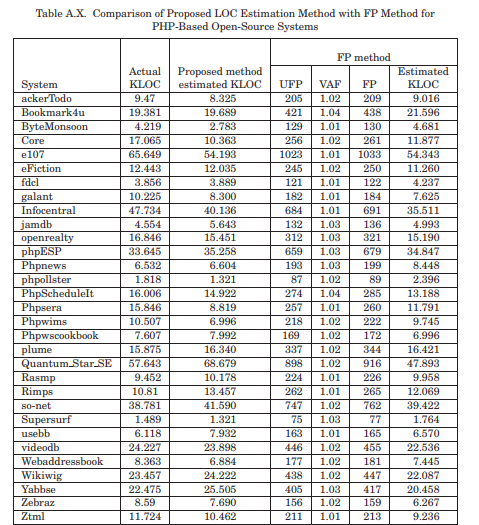 Table A.X. Comparison of Proposed LOC Estimation Method with FP Method for
PHP-Based Open-Source Systems
FP method
Actual Proposed method Estimated
System KLOC estimated KLOC UFP VAF FP KLOC
ackerTodo 9.47 8.325 205 1.02 209 9.016
Bookmark4u 19.381 19.689 421 1.04 438 21.596
ByteMonsoon 4.219 2.783 129 1.01 130 4.681
Core 17.065 10.363 256 1.02 261 11.877
e107 65.649 54.193 1023 1.01 1033 54.343
eFiction 12.443 12.035 245 1.02 250 11.260
fdcl 3.856 3.889 121 1.01 122 4.237
galant 10.225 8.300 182 1.01 184 7.625
Infocentral 47.734 40.136 684 1.01 691 35.511
jamdb 4.554 5.643 132 1.03 136 4.993
openrealty 16.846 15.451 312 1.03 321 15.190
phpESP 33.645 35.258 659 1.03 679 34.847
Phpnews 6.532 6.604 193 1.03 199 8.448
phpollster 1.818 1.321 87 1.02 89 2.396
PhpScheduleIt 16.006 14.922 274 1.04 285 13.188
Phpsera 15.846 8.819 257 1.01 260 11.791
Phpwims 10.507 6.996 218 1.02 222 9.745
Phpwscookbook 7.607 7.992 169 1.02 172 6.996
plume 15.875 16.340 337 1.02 344 16.421
Quantum_Star_SE 57.643 68.679 898 1.02 916 47.893
Rasmp 9.452 10.178 224 1.01 226 9.958
Rimps 10.81 13.457 262 1.01 265 12.069
so-net 38.781 41.590 747 1.02 762 39.422
Supersurf 1.489 1.321 75 1.03 77 1.764
usebb 6.118 7.932 163 1.01 165 6.570
videodb 24.227 23.898 446 1.02 455 22.536
Webaddressbook 8.363 6.884 177 1.02 181 7.445
Wikiwig 23.457 24.222 438 1.02 447 22.087
Yabbse 22.475 25.505 405 1.03 417 20.458
Zebraz 8.59 7.690 156 1.02 159 6.267
Ztml 11.724 10.462 211 1.01 213 9.236